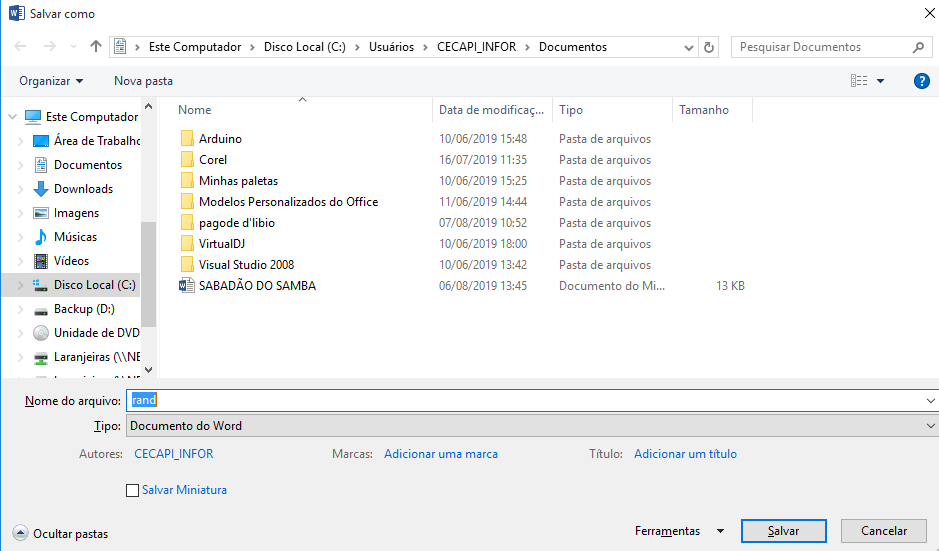 Salvar como
Este Computador > Disco Local (C:) > Usuários > CECAPI_INFOR > Documentos
Pesquisar Documentos
Organizar
Nova pasta
Este Computador
Área de Trabalho
Documentos
Downloads
Imagens
Músicas
Vídeos
Disco Local (C:)
Backup (D:)
Unidade de DVD
Laranjeiras (\\NE
Nome Data de modificaç... Tipo Tamanho
Arduino 10/06/2019 15:48 Pasta de arquivos
Corel 16/07/2019 11:35 Pasta de arquivos
Minhas paletas 10/06/2019 15:25 Pasta de arquivos
Modelos Personalizados do Office 11/06/2019 14:44 Pasta de arquivos
pagode d'libio 07/08/2019 10:52 Pasta de arquivos
VirtualDJ 10/06/2019 18:00 Pasta de arquivos
Visual Studio 2008 10/06/2019 13:42 Pasta de arquivos
SABADÃO DO SAMBA 06/08/2019 13:45 Documento do Mi... 13 KB
Nome do arquivo: rand
Tipo: Documento do Word
Autores: CECAPI_INFOR Marcas: Adicionar uma marca Título: Adicionar um título
Salvar Miniatura
Ocultar pastas
Ferramentas
Salvar
Cancelar